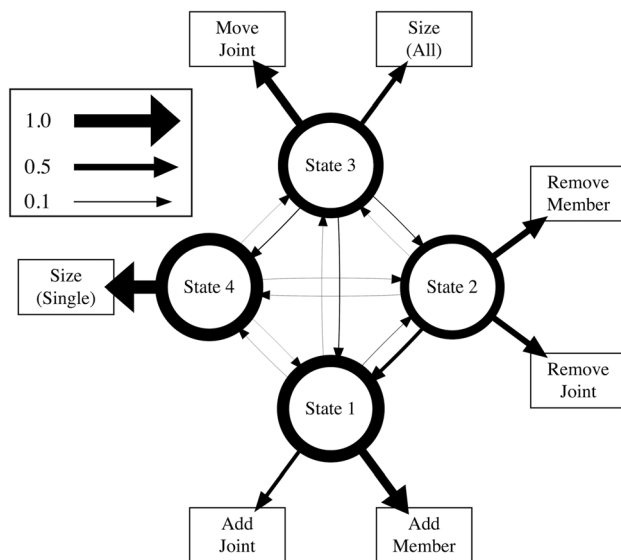 Move
Joint
Size
(All)
1.0
0.5
0.1
State 3
Remove
Member
Size
(Single)
State 4
State 2
Remove
Joint
State 1
Add
Joint
Add
Member